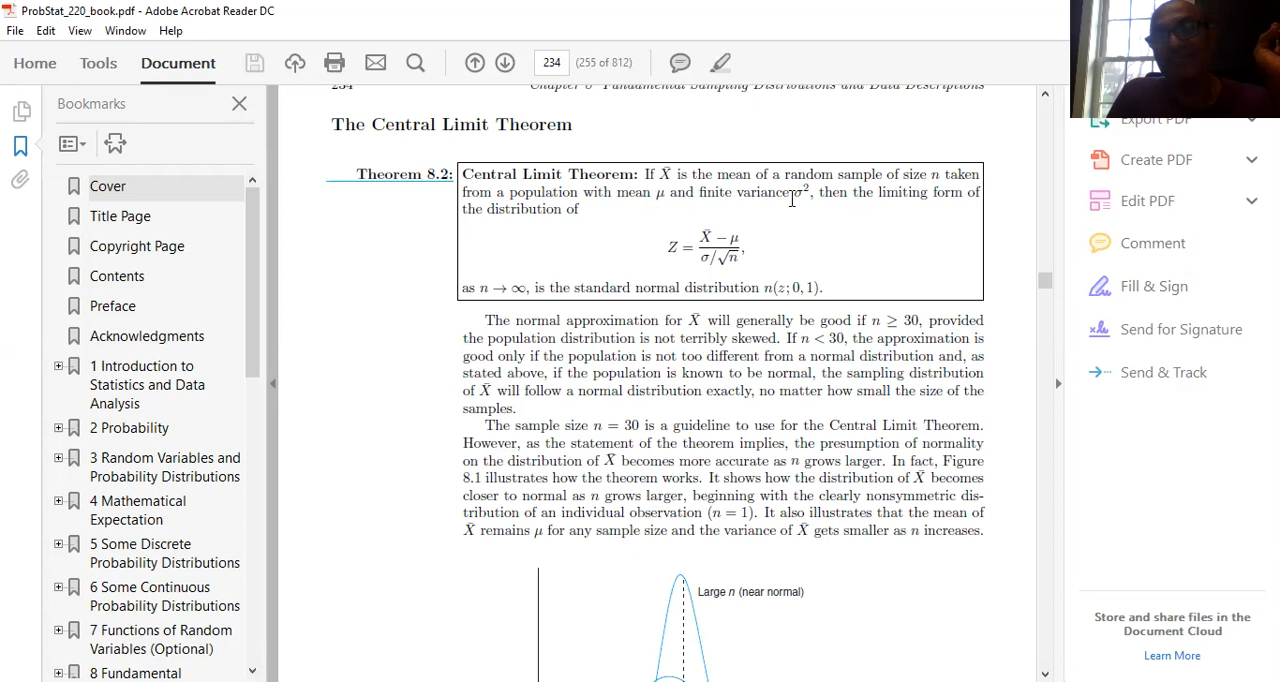 ProbStat_220_book.pdf - Adobe Acrobat Reader DC
File Edit View Window Help
Home Tools Document 234 (255 of 812)
Bookmarks
Cover
Title Page
Copyright Page
Contents
Preface
Acknowledgments
1 Introduction to
Statistics and Data
Analysis
2 Probability
3 Random Variables and
Probability Distributions
4 Mathematical
Expectation
5 Some Discrete
Probability Distributions
6 Some Continuous
Probability Distributions
7 Functions of Random
Variables (Optional)
8 Fundamental
234 Chapter 8 Fundamental Sampling Distributions and Data Descriptions
The Central Limit Theorem
Theorem 8.2: Central Limit Theorem: If X̄ is the mean of a random sample of size n taken
from a population with mean μ and finite variance σ², then the limiting form of
the distribution of
Z = (X̄ − μ)/(σ/√n),
as n → ∞, is the standard normal distribution n(z; 0, 1).
The normal approximation for X̄ will generally be good if n ≥ 30, provided
the population distribution is not terribly skewed. If n < 30, the approximation is
good only if the population is not too different from a normal distribution and, as
stated above, if the population is known to be normal, the sampling distribution
of X̄ will follow a normal distribution exactly, no matter how small the size of the
samples.
The sample size n = 30 is a guideline to use for the Central Limit Theorem.
However, as the statement of the theorem implies, the presumption of normality
on the distribution of X̄ becomes more accurate as n grows larger. In fact, Figure
8.1 illustrates how the theorem works. It shows how the distribution of X̄ becomes
closer to normal as n grows larger, beginning with the clearly nonsymmetric dis-
tribution of an individual observation (n = 1). It also illustrates that the mean of
X̄ remains μ for any sample size and the variance of X̄ gets smaller as n increases.
Large n (near normal)
Export PDF
Create PDF
Edit PDF
Comment
Fill & Sign
Send for Signature
Send & Track
Store and share files in the
Document Cloud
Learn More